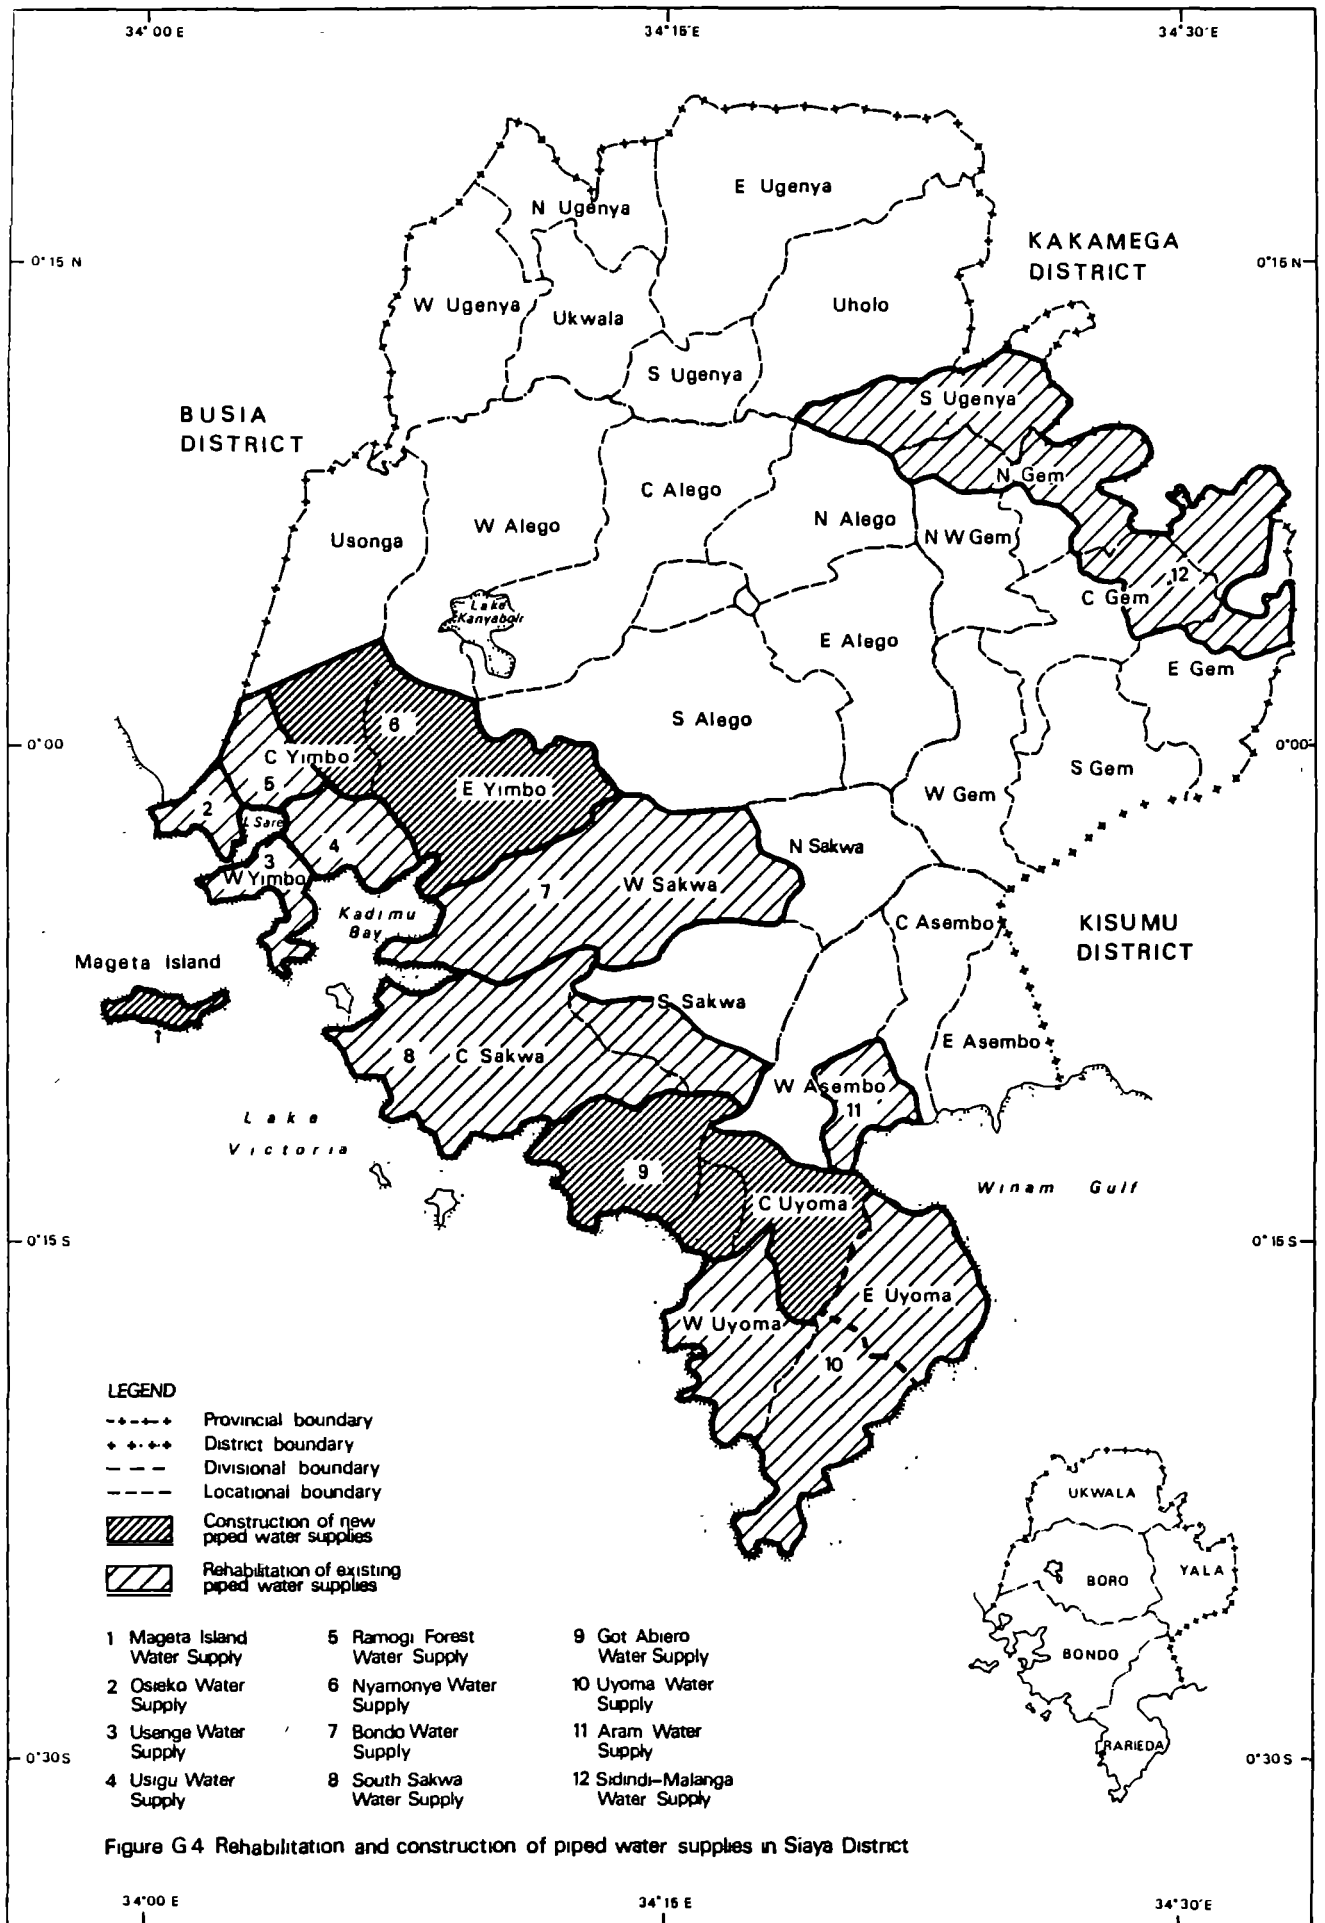 34°00 E
34°15'E
34°30'E
E Ugenya
N Ugenya
KAKAMEGA
DISTRICT
0°15 N
0°15'N
W Ugenya
Ukwala
Uholo
S Ugenya
S Ugenya
BUSIA
DISTRICT
N Gem
C Alego
W Alego
N Alego
N W Gem
Usonga
12
C Gem
Lake
Kanyaboli
E Alego
E Gem
6
S Alego
0°00
0°00'
C Yimbo
S Gem
5
E Yimbo
W Gem
2
L Sare
4
N Sakwa
3
W Yimbo
7
W Sakwa
Kadimu
Bay
C Asembo
KISUMU
DISTRICT
Mageta Island
S Sakwa
1
8
C Sakwa
E Asembo
W Asembo
11
Lake
Victoria
9
C Uyoma
Winam Gulf
0°15'S
0°15'S
E Uyoma
W Uyoma
10
LEGEND
Provincial boundary
District boundary
Divisional boundary
Locational boundary
Construction of new
piped water supplies
Rehabilitation of existing
piped water supplies
UKWALA
BORO
YALA
BONDO
RARIEDA
1 Mageta Island
Water Supply
2 Osieko Water
Supply
3 Usenge Water
Supply
4 Usigu Water
Supply
5 Ramogi Forest
Water Supply
6 Nyamonye Water
Supply
7 Bondo Water
Supply
8 South Sakwa
Water Supply
9 Got Abiero
Water Supply
10 Uyoma Water
Supply
11 Aram Water
Supply
12 Sidindi-Malanga
Water Supply
0°30S
0°30S
Figure G 4 Rehabilitation and construction of piped water supplies in Siaya District
34°00 E
34°15 E
34°30'E